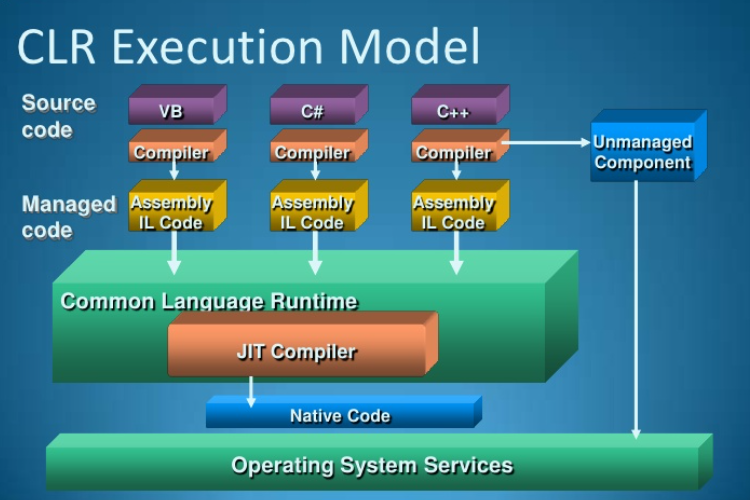 CLR Execution Model
Source
code
VB
C#
C++
Compiler
Compiler
Compiler
Unmanaged
Component
Managed
code
Assembly
IL Code
Assembly
IL Code
Assembly
IL Code
Common Language Runtime
JIT Compiler
Native Code
Operating System Services